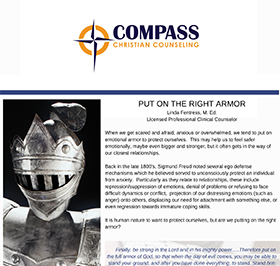 COMPASS
CHRISTIAN COUNSELING
PUT ON THE RIGHT ARMOR
Linda Fentress, M. Ed.
Licensed Professional Clinical Counselor
When we get scared and afraid, anxious or overwhelmed, we tend to put on
emotional armor to protect ourselves. This may help us to feel safer
emotionally, maybe even bigger and stronger, but it often gets in the way of
our closest relationships.
Back in the late 1800's, Sigmund Freud noted several ego defense
mechanisms which he believed served to unconsciously protect an individual
from anxiety. Particularly as they relate to relationships, these include
repression/suppression of emotions, denial of problems or refusing to face
difficult dynamics or conflict, projection of our distressing emotions (such as
anger) onto others, displacing our need for attachment with something else, or
even regression towards immature coping skills.
It is human nature to want to protect ourselves, but are we putting on the right
armor?
Finally, be strong in the Lord and in his mighty power.....Therefore put on the
full armor of God, so that when the day of evil comes, you may be able to
stand your ground, and after you have done everything, to stand. Stand firm